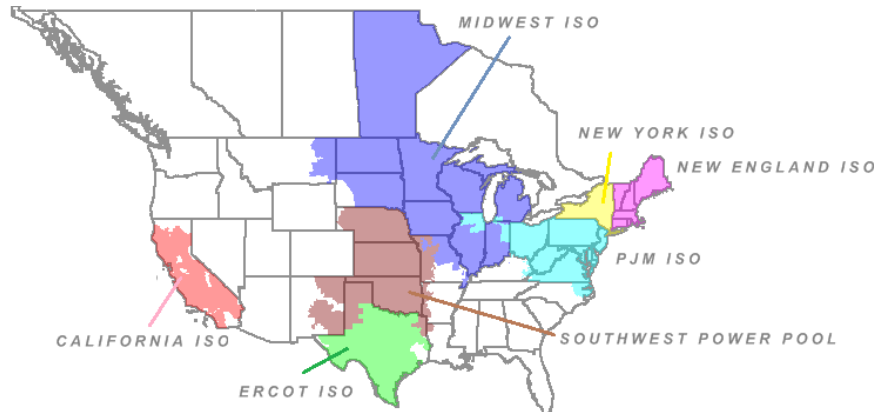 MIDWEST ISO
NEW YORK ISO
NEW ENGLAND ISO
PJM ISO
CALIFORNIA ISO
SOUTHWEST POWER POOL
ERCOT ISO